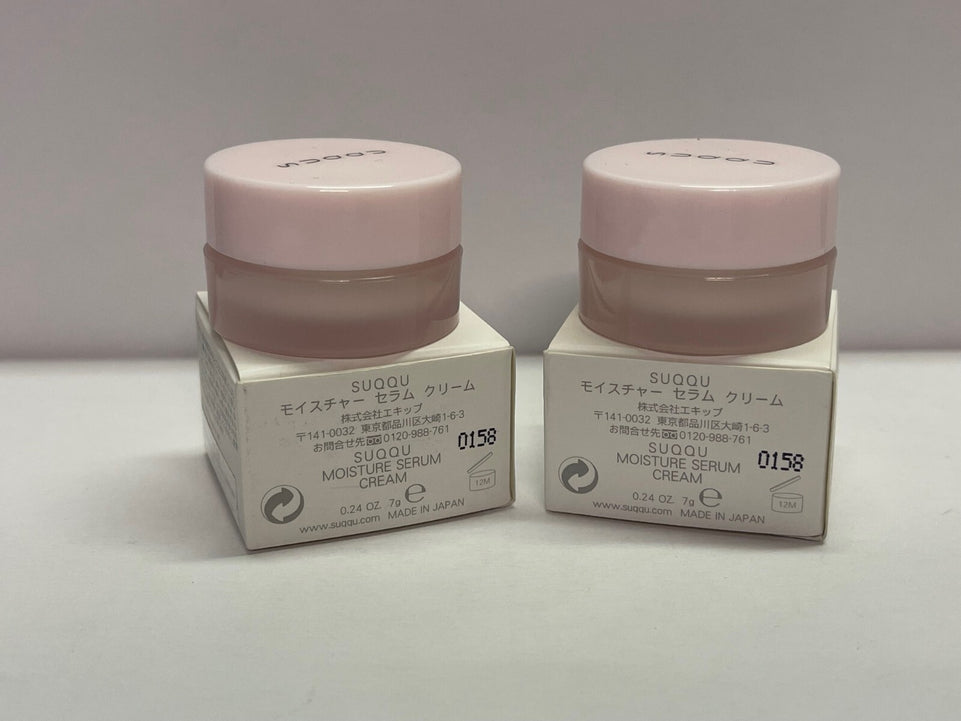 SUQQU
SUQQU
モイスチャー セラム クリーム
株式会社エキップ
〒141-0032 東京都品川区大崎1-6-3
お問合せ先 0120-988-761
0158
SUQQU
MOISTURE SERUM
CREAM
12M
0.24 OZ. 7g ℮
www.suqqu.com MADE IN JAPAN
SUQQU
SUQQU
モイスチャー セラム クリーム
株式会社エキップ
〒141-0032 東京都品川区大崎1-6-3
お問合せ先 0120-988-761
0158
SUQQU
MOISTURE SERUM
CREAM
12M
0.24 OZ. 7g ℮
www.suqqu.com MADE IN JAPAN